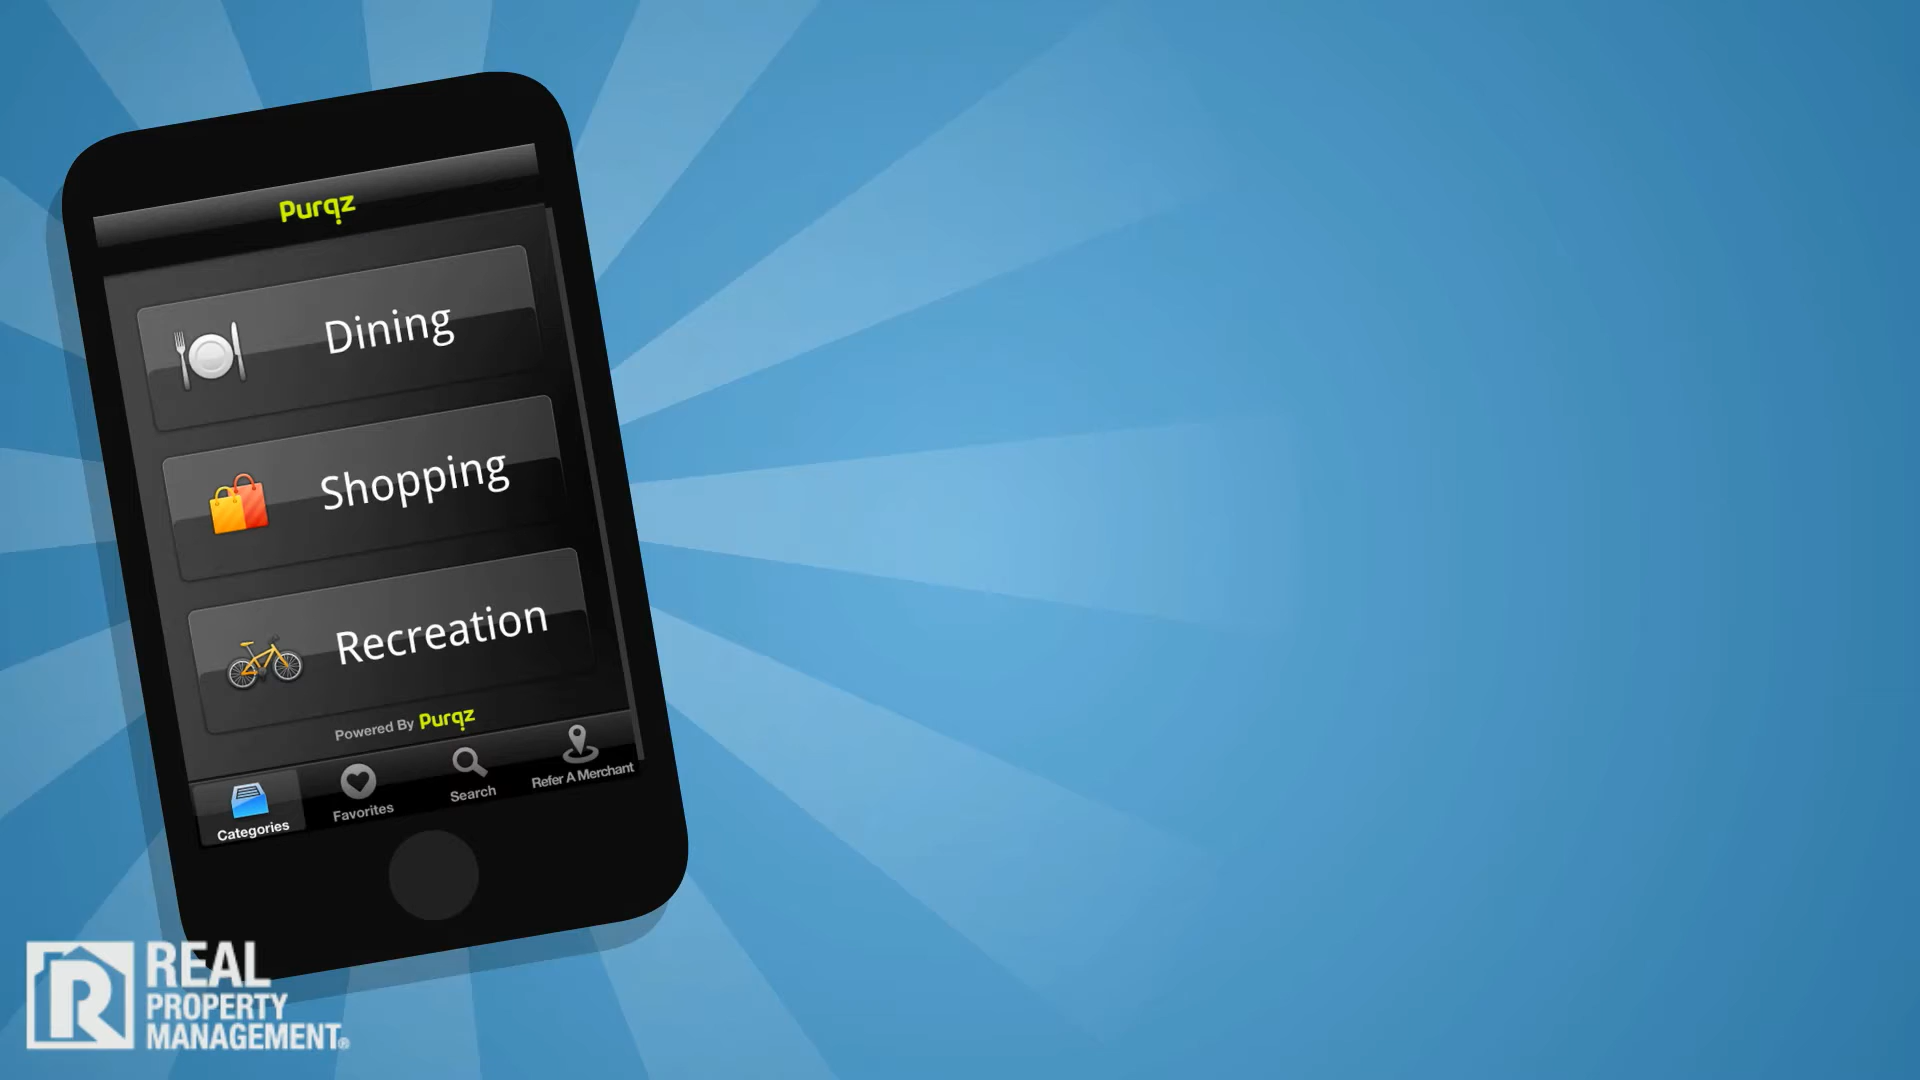 Purqz
Dining
Shopping
Recreation
Powered By Purqz
Categories
Favorites
Search
Refer A Merchant
REAL
PROPERTY
MANAGEMENT®